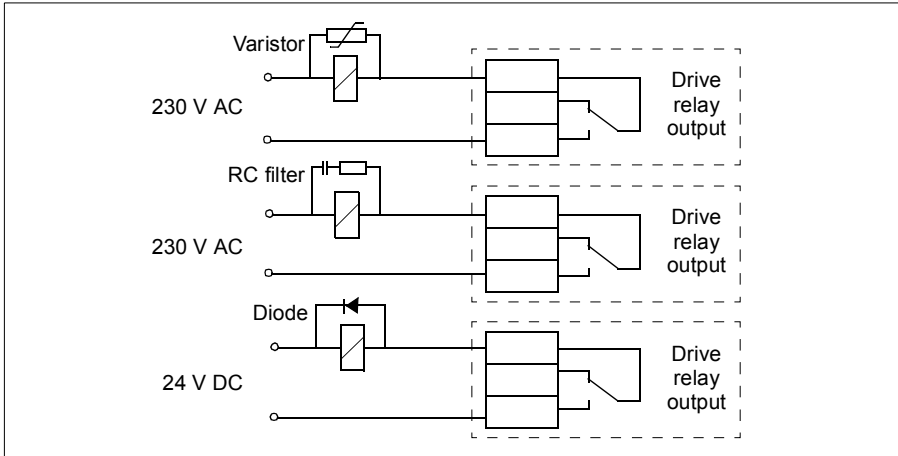 Varistor
230 V AC
Drive
relay
output
RC filter
230 V AC
Drive
relay
output
Diode
24 V DC
Drive
relay
output